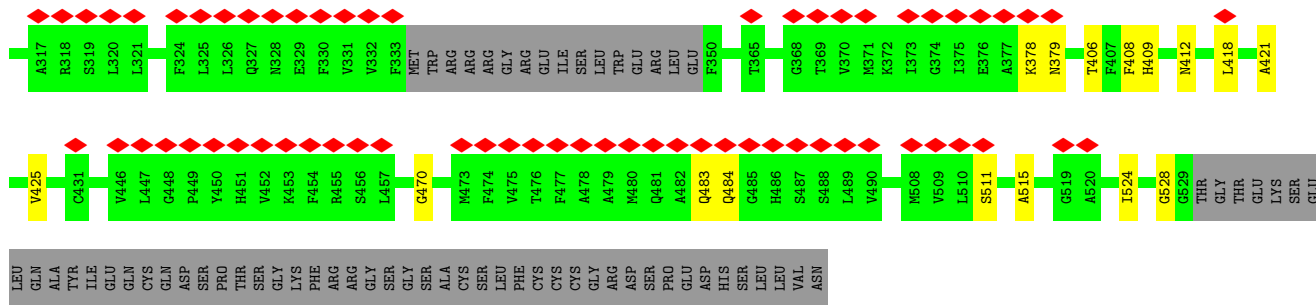 A317 R318 S319 L320 L321 F324 L325 L326 Q327 N328 E329 F330 V331 V332 F333 MET TRP ARG ARG ARG GLY ARG GLU ILE SER LEU TRP GLU ARG LEU GLU F350 T365 G368 T369 V370 M371 K372 I373 G374 I375 E376 A377 K378 N379 T406 F407 F408 H409 N412 L418 A421
V425 C431 V446 L447 G448 P449 Y450 H451 V452 K453 F454 R455 S456 L457 G470 M473 F474 V475 T476 F477 A478 A479 M480 Q481 A482 Q483 Q484 G485 H486 S487 S488 L489 V490 M508 V509 L510 S511 A515 G519 A520 I524 G528 G529 THR GLY THR GLU LYS SER GLU
LEU GLN ALA TYR ILE GLU GLN CYS GLN ASP SER PRO THR SER GLY LYS PHE ARG ARG GLY SER GLY SER ALA CYS SER LEU PHE CYS CYS CYS GLY ARG ASP SER PRO GLU ASP HIS SER LEU LEU VAL ASN